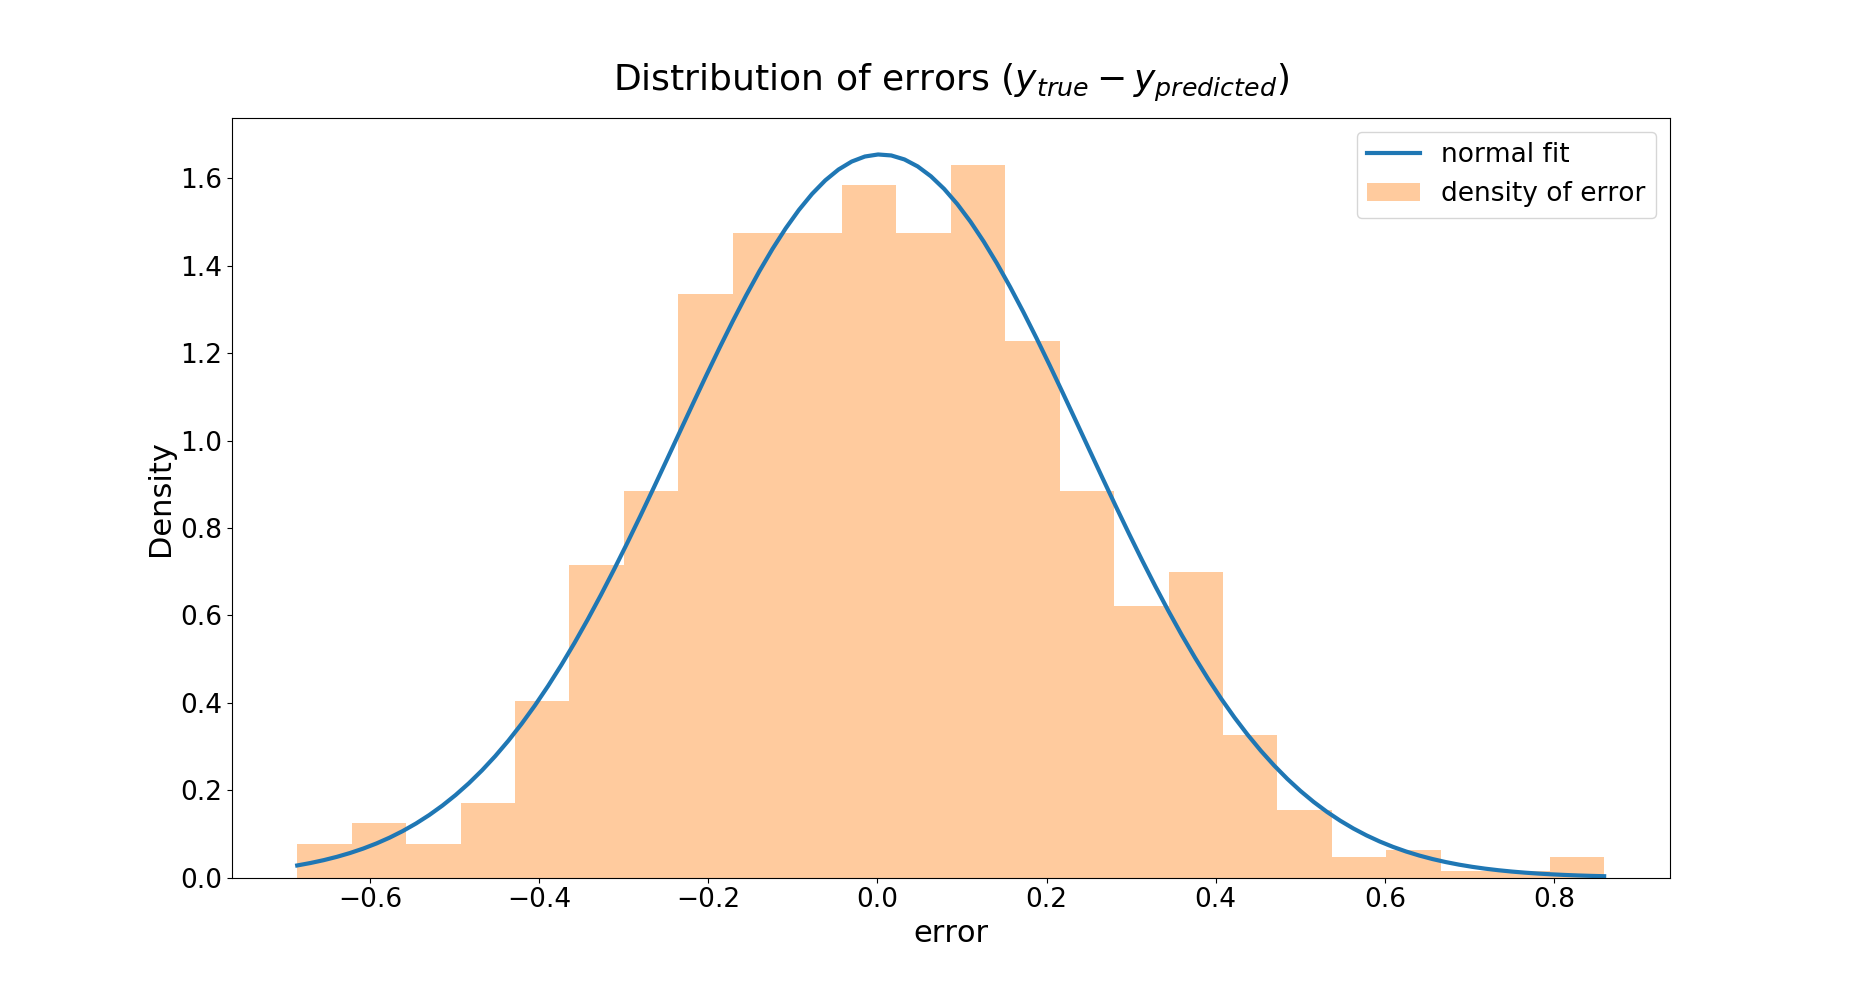 Distribution of errors (y_true − y_predicted)
normal fit
density of error
Density
1.6
1.4
1.2
1.0
0.8
0.6
0.4
0.2
0.0
−0.6 −0.4 −0.2 0.0 0.2 0.4 0.6 0.8
error